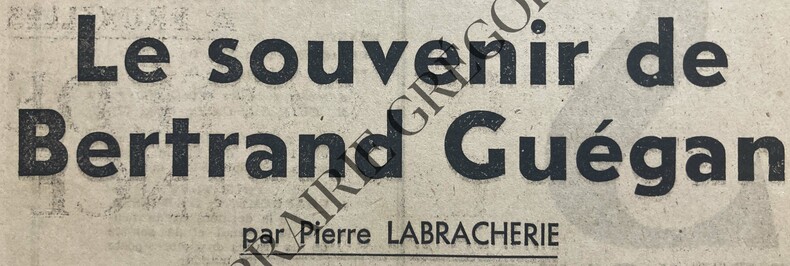 Le souvenir de
Bertrand Guégan
par Pierre LABRACHERIE